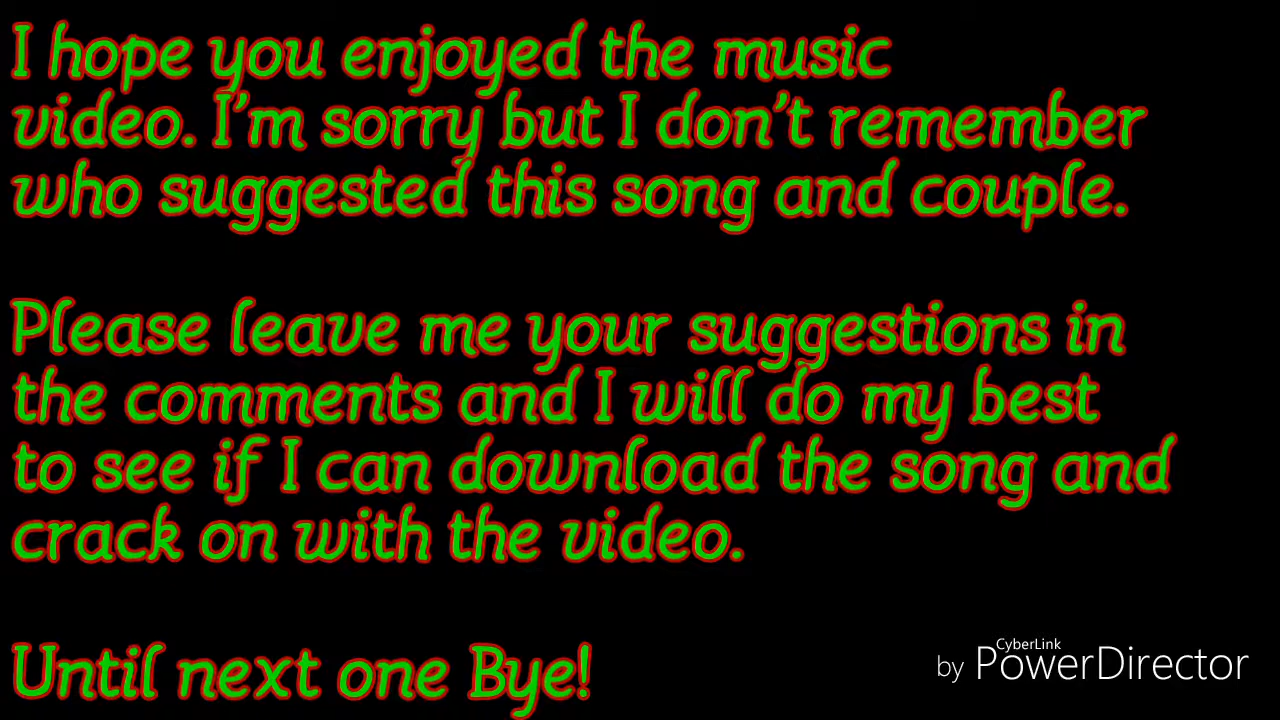 I hope you enjoyed the music
video. I'm sorry but I don't remember
who suggested this song and couple.
Please leave me your suggestions in
the comments and I will do my best
to see if I can download the song and
crack on with the video.
Until next one Bye!
CyberLink
by PowerDirector